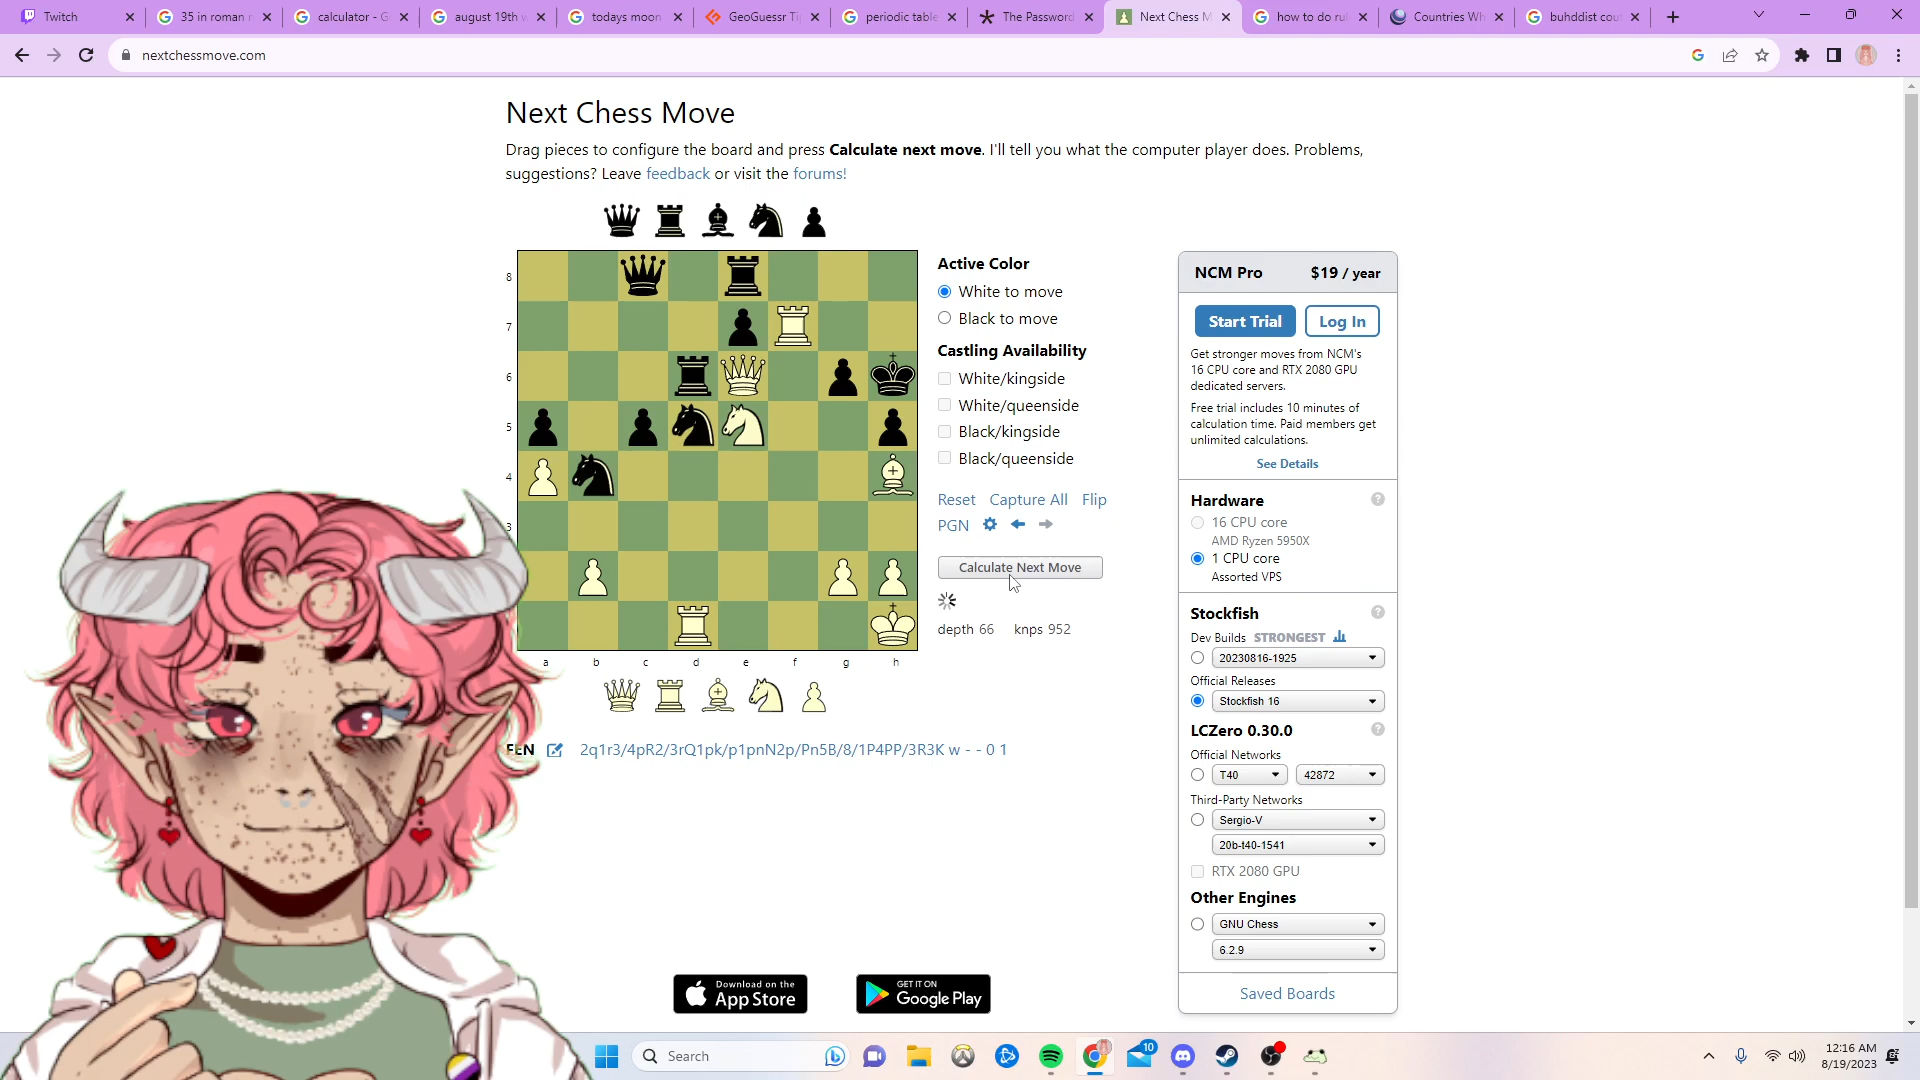 Twitch
35 in roman n
calculator - G
august 19th w
todays moon
GeoGuessr Ti
periodic table
The Password
Next Chess M
how to do ru
Countries Wh
buhddist cou
nextchessmove.com
Next Chess Move
Drag pieces to configure the board and press Calculate next move. I'll tell you what the computer player does. Problems,
suggestions? Leave feedback or visit the forums!
8
7
6
5
4
3
a b c d e f g h
Active Color
White to move
Black to move
Castling Availability
White/kingside
White/queenside
Black/kingside
Black/queenside
Reset Capture All Flip
PGN
Calculate Next Move
depth 66 knps 952
FEN 2q1r3/4pR2/3rQ1pk/p1pnN2p/Pn5B/8/1P4PP/3R3K w - - 0 1
NCM Pro $19 / year
Start Trial Log In
Get stronger moves from NCM's
16 CPU core and RTX 2080 GPU
dedicated servers.
Free trial includes 10 minutes of
calculation time. Paid members get
unlimited calculations.
See Details
Hardware ?
16 CPU core
AMD Ryzen 5950X
1 CPU core
Assorted VPS
Stockfish ?
Dev Builds STRONGEST
20230816-1925
Official Releases
Stockfish 16
LCZero 0.30.0 ?
Official Networks
T40 42872
Third-Party Networks
Sergio-V
20b-t40-1541
RTX 2080 GPU
Other Engines
GNU Chess
6.2.9
Saved Boards
Download on the
App Store
GET IT ON
Google Play
Search
10
12:16 AM
8/19/2023